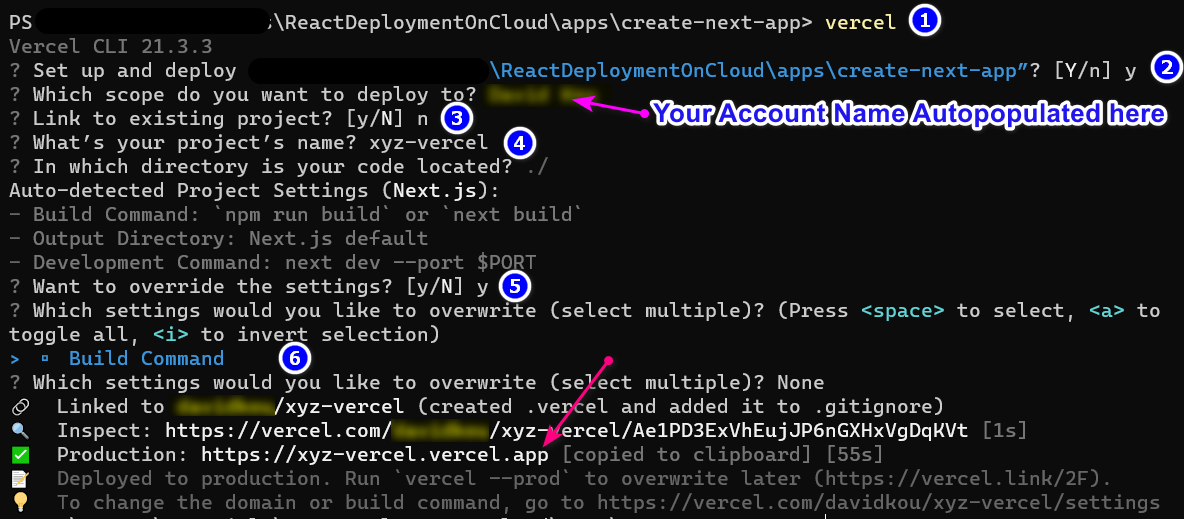 PS \ReactDeploymentOnCloud\apps\create-next-app> vercel 1
Vercel CLI 21.3.3
? Set up and deploy \ReactDeploymentOnCloud\apps\create-next-app”? [Y/n] y 2
? Which scope do you want to deploy to?
Your Account Name Autopopulated here
? Link to existing project? [y/N] n 3
? What’s your project’s name? xyz-vercel 4
? In which directory is your code located? ./
Auto-detected Project Settings (Next.js):
- Build Command: `npm run build` or `next build`
- Output Directory: Next.js default
- Development Command: next dev --port $PORT
? Want to override the settings? [y/N] y 5
? Which settings would you like to overwrite (select multiple)? (Press <space> to select, <a> to
toggle all, <i> to invert selection)
> ▫ Build Command 6
? Which settings would you like to overwrite (select multiple)? None
🔗 Linked to /xyz-vercel (created .vercel and added it to .gitignore)
🔍 Inspect: https://vercel.com/ /xyz-vercel/Ae1PD3ExVhEujJP6nGXHxVgDqKVt [1s]
✅ Production: https://xyz-vercel.vercel.app [copied to clipboard] [55s]
📝 Deployed to production. Run `vercel --prod` to overwrite later (https://vercel.link/2F).
💡 To change the domain or build command, go to https://vercel.com/davidkou/xyz-vercel/settings